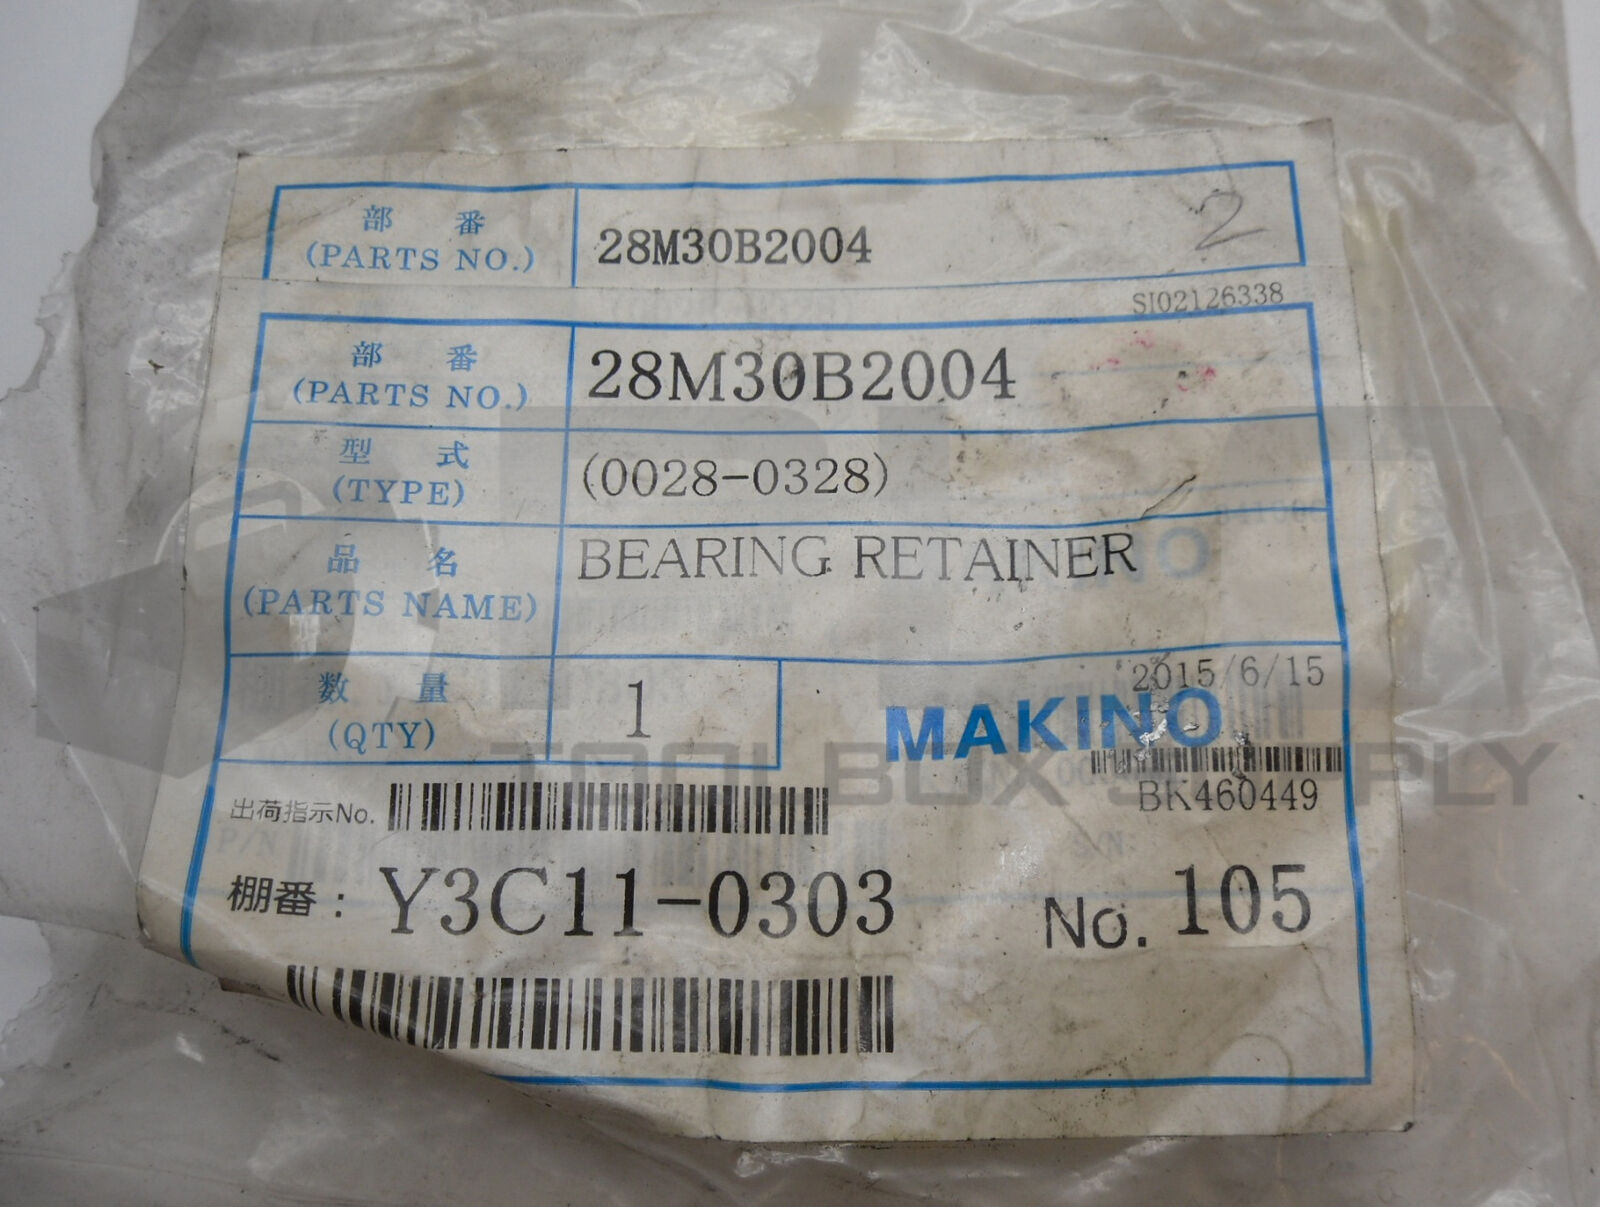 部 番
(PARTS NO.) 28M30B2004 2
SI02126338
部 番
(PARTS NO.) 28M30B2004
型 式
(TYPE) (0028-0328)
品 名
(PARTS NAME) BEARING RETAINER
数 量
(QTY) 1
2015/6/15
MAKINO
BK460449
出荷指示No.
棚番: Y3C11-0303 No. 105
TOOLBOX SUPPLY